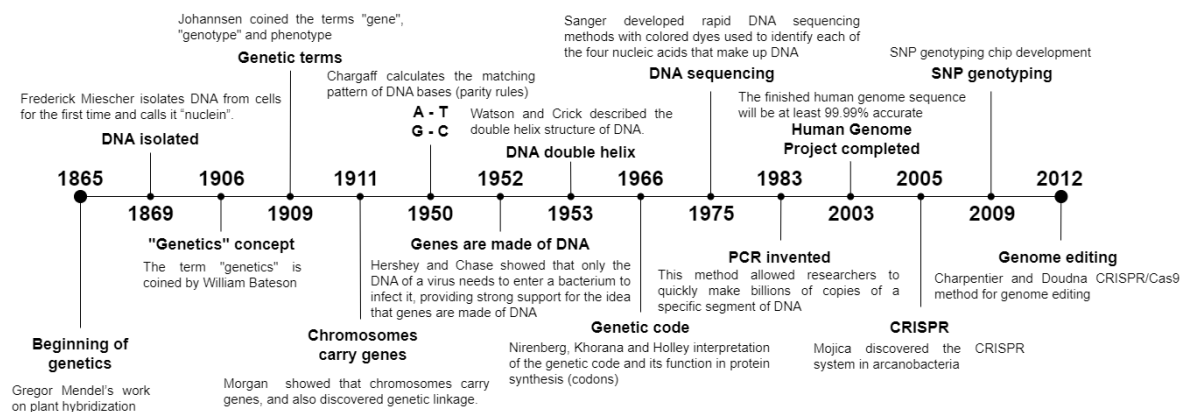 Johannsen coined the terms "gene",
"genotype" and phenotype
Genetic terms
Sanger developed rapid DNA sequencing
methods with colored dyes used to identify each
of the four nucleic acids that make up DNA
DNA sequencing
SNP genotyping chip development
SNP genotyping
Frederick Miescher isolates DNA from cells
for the first time and calls it “nuclein”.
DNA isolated
Chargaff calculates the matching
pattern of DNA bases (parity rules)
A - T
G - C
Watson and Crick described the
double helix structure of DNA.
DNA double helix
The finished human genome sequence
will be at least 99.99% accurate
Human Genome
Project completed
1865 1906 1911 1952 1966 1983 2005 2012
1869 1909 1950 1953 1975 2003 2009
"Genetics" concept
The term "genetics" is
coined by William Bateson
Genes are made of DNA
Hershey and Chase showed that only the
DNA of a virus needs to enter a bacterium to
infect it, providing strong support for the idea
that genes are made of DNA
PCR invented
This method allowed researchers to
quickly make billions of copies of a
specific segment of DNA
Genome editing
Charpentier and Doudna CRISPR/Cas9
method for genome editing
Beginning of
genetics
Gregor Mendel’s work
on plant hybridization
Chromosomes
carry genes
Morgan showed that chromosomes carry
genes, and also discovered genetic linkage.
Genetic code
Nirenberg, Khorana and Holley interpretation
of the genetic code and its function in protein
synthesis (codons)
CRISPR
Mojica discovered the CRISPR
system in arcanobacteria